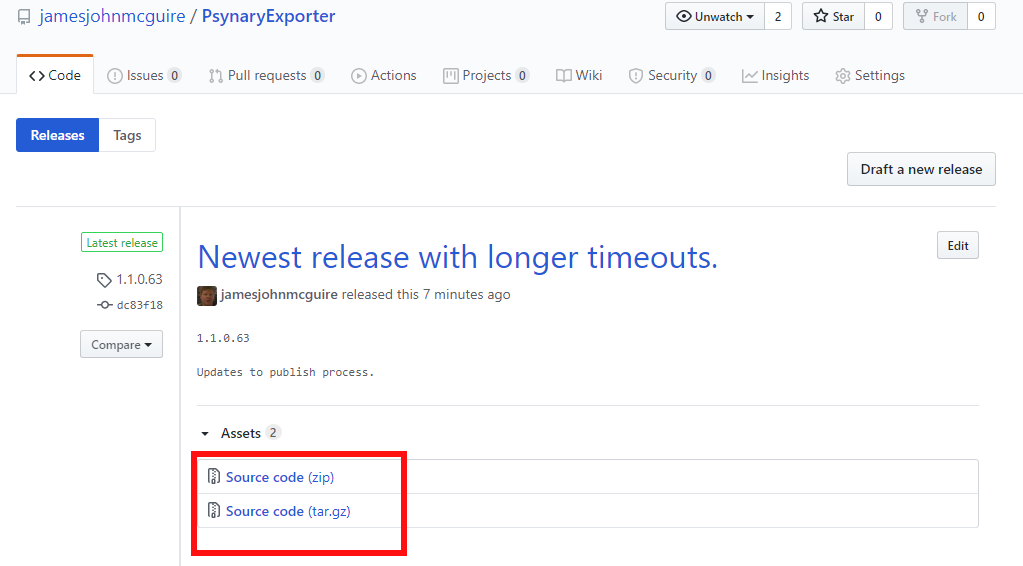 jamesjohnmcguire / PsynaryExporter
Unwatch 2 Star 0 Fork 0
Code Issues 0 Pull requests 0 Actions Projects 0 Wiki Security 0 Insights Settings
Releases Tags
Draft a new release
Latest release
1.1.0.63
dc83f18
Compare
Newest release with longer timeouts.
Edit
jamesjohnmcguire released this 7 minutes ago
1.1.0.63
Updates to publish process.
Assets 2
Source code (zip)
Source code (tar.gz)